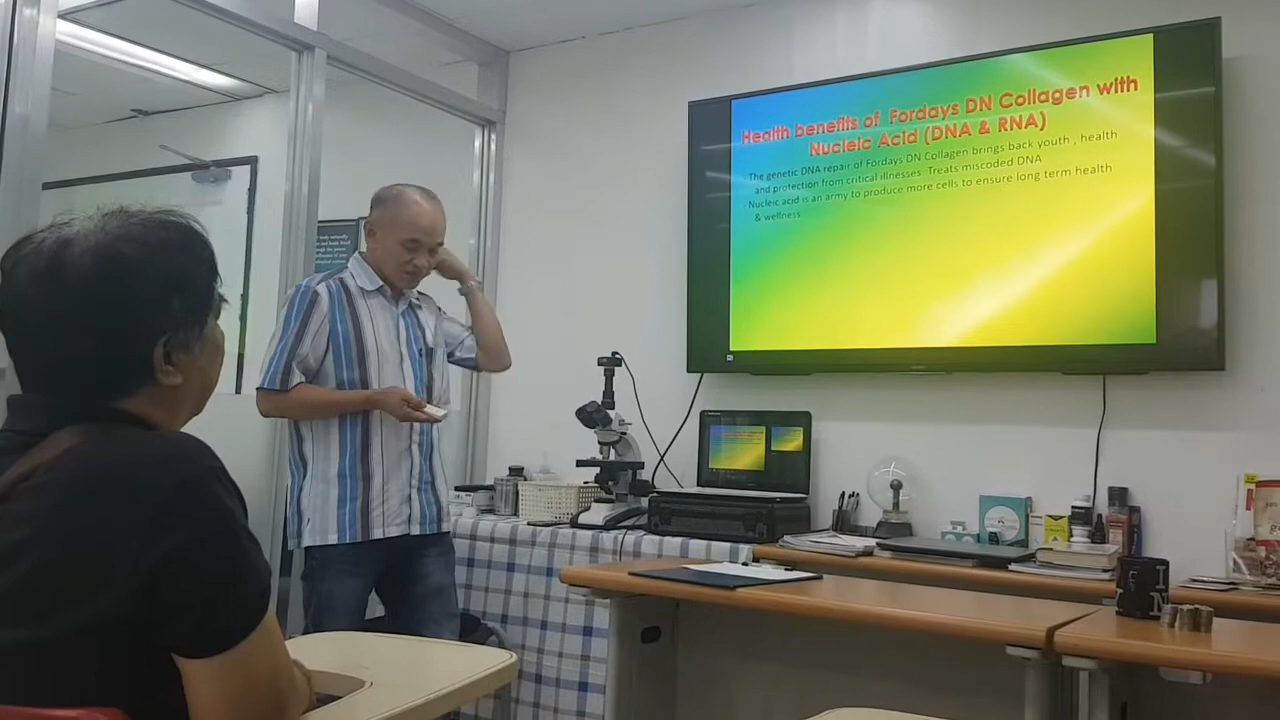 Health benefits of Fordays DN Collagen with
Nucleic Acid (DNA & RNA)
- The genetic DNA repair of Fordays DN Collagen brings back youth , health
and protection from critical illnesses. Treats miscoded DNA
- Nucleic acid is an army to produce more cells to ensure long term health
& wellness